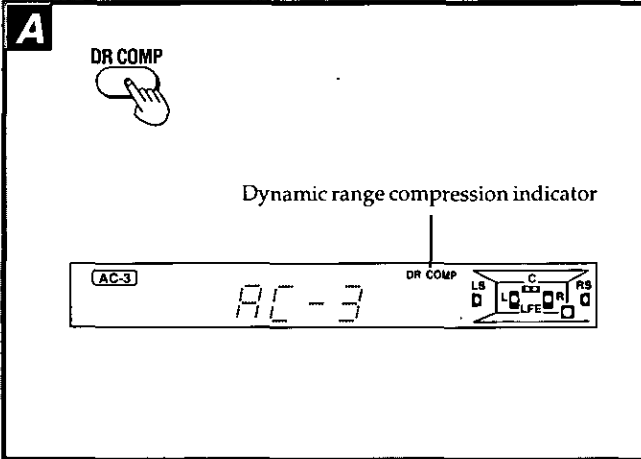 A
DR COMP
Dynamic range compression indicator
AC-3
DR COMP
AC-3
LS
C
RS
L
R
LFE